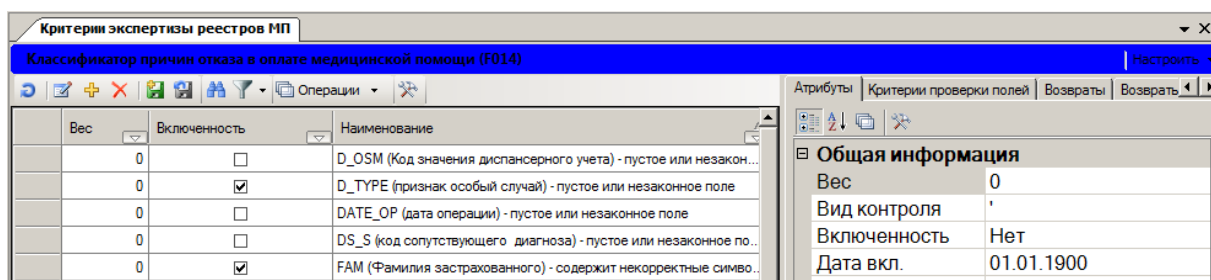 Критерии экспертизы реестров МП
Классификатор причин отказа в оплате медицинской помощи (F014)
Настроить
Операции
Атрибуты Критерии проверки полей Возвраты Возврать
Вес Включенность Наименование
0 D_OSM (Код значения диспансерного учета) - пустое или незакон...
0 D_TYPE (признак особый случай) - пустое или незаконное поле
0 DATE_OP (дата операции) - пустое или незаконное поле
0 DS_S (код сопутствующего диагноза) - пустое или незаконное по...
0 FAM (Фамилия застрахованного) - содержит некорректные симво...
Общая информация
Вес 0
Вид контроля '
Включенность Нет
Дата вкл. 01.01.1900